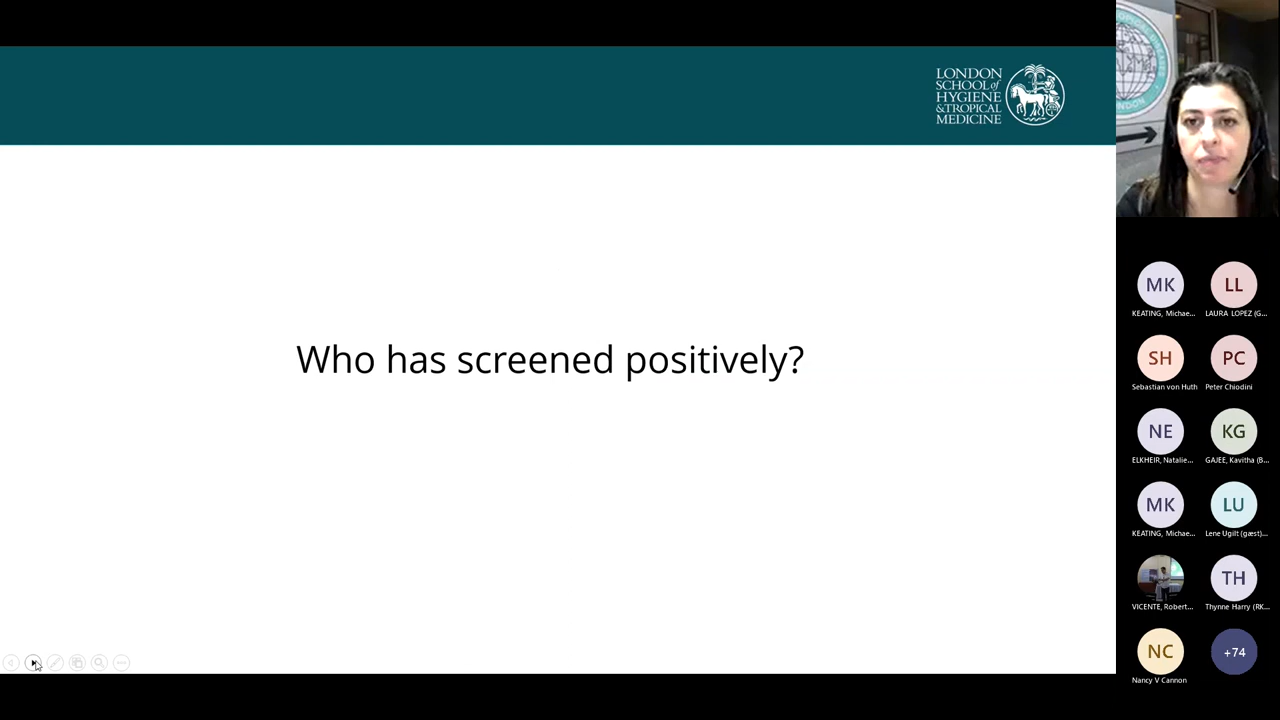 LONDON
SCHOOL of
HYGIENE
& TROPICAL
MEDICINE
Who has screened positively?
MK
KEATING, Michae...
LL
LAURA LOPEZ (G...
SH
Sebastian von Huth
PC
Peter Chiodini
NE
ELKHEIR, Natalie...
KG
GAJEE, Kavitha (B...
MK
KEATING, Michae...
LU
Lene Ugilt (gæst)...
VICENTE, Robert...
TH
Thynne Harry (RK...
NC
Nancy V Cannon
+74